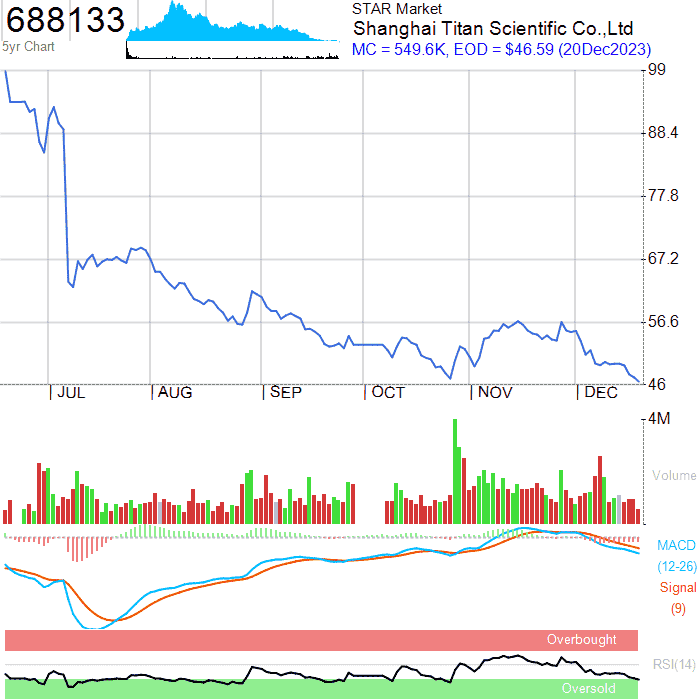 688133
5yr Chart
STAR Market
Shanghai Titan Scientific Co.,Ltd
MC = 549.6K, EOD = $46.59 (20Dec2023)
99
88.4
77.8
67.2
56.6
46
JUL AUG SEP OCT NOV DEC
4M
Volume
MACD
(12-26)
Signal
(9)
Overbought
RSI(14)
Oversold